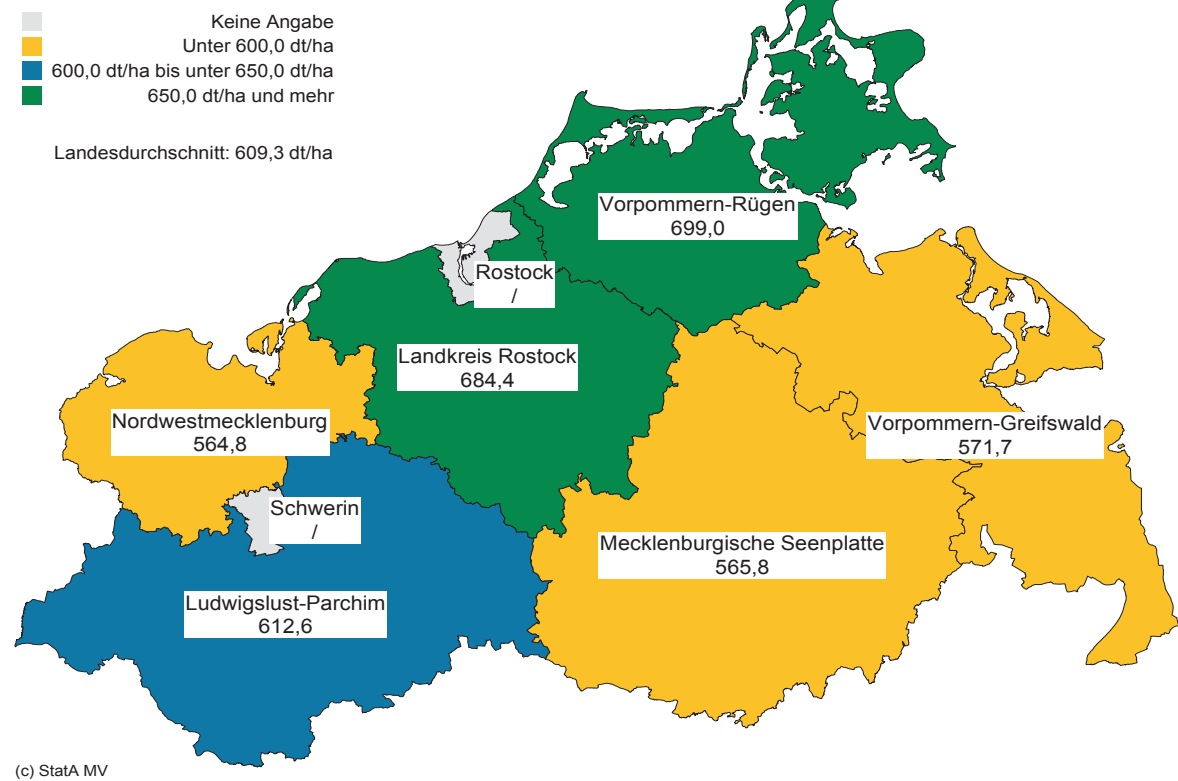 Keine Angabe
Unter 600,0 dt/ha
600,0 dt/ha bis unter 650,0 dt/ha
650,0 dt/ha und mehr
Landesdurchschnitt: 609,3 dt/ha
Vorpommern-Rügen
699,0
Rostock
/
Landkreis Rostock
684,4
Nordwestmecklenburg
564,8
Vorpommern-Greifswald
571,7
Schwerin
/
Mecklenburgische Seenplatte
565,8
Ludwigslust-Parchim
612,6
(c) StatA MV